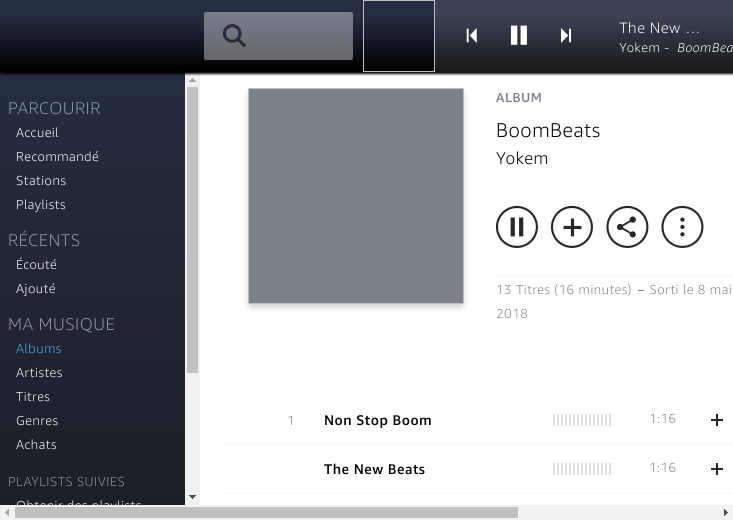 The New ...
Yokem - BoomBea
PARCOURIR
Accueil
Recommandé
Stations
Playlists
RÉCENTS
Écouté
Ajouté
MA MUSIQUE
Albums
Artistes
Titres
Genres
Achats
PLAYLISTS SUIVIES
Obtenir des playlists
ALBUM
BoomBeats
Yokem
13 Titres (16 minutes) – Sorti le 8 mai
2018
1 Non Stop Boom 1:16
The New Beats 1:16